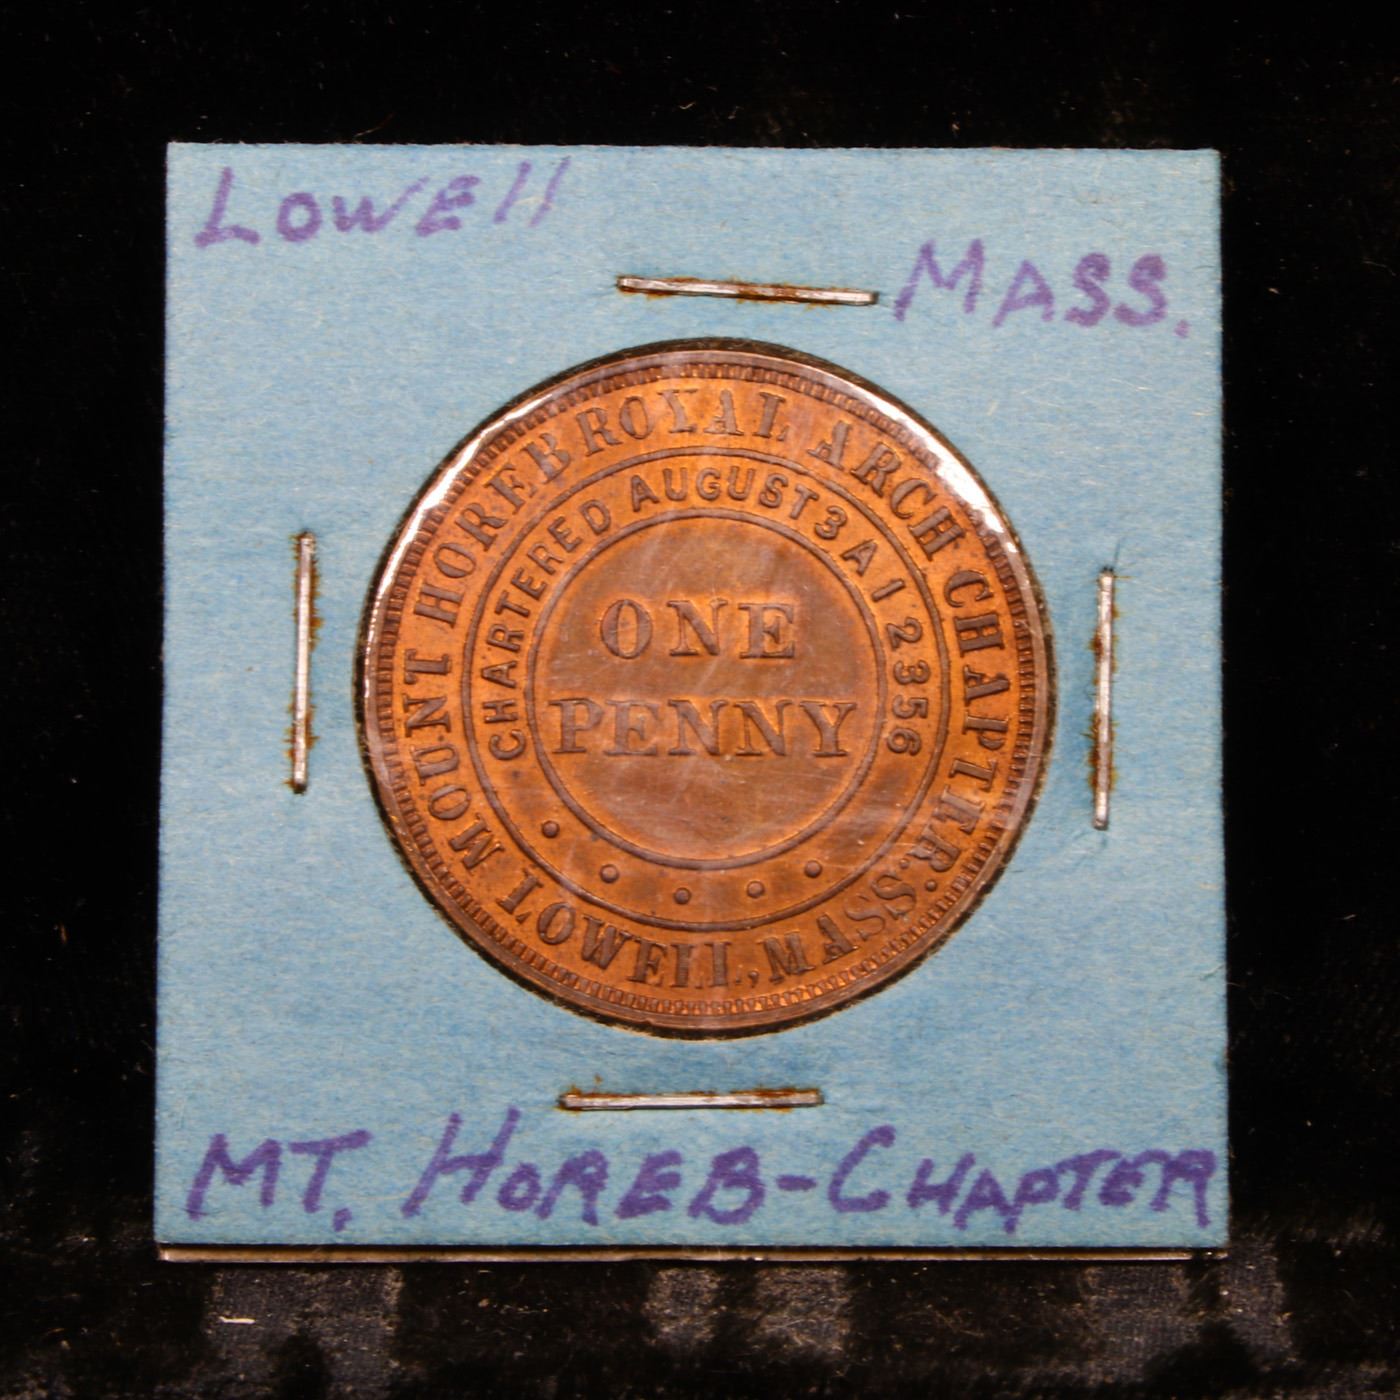 LOWEll
MASS.
MOUNT HOREB ROYAL ARCH CHAPTER.
CHARTERED AUGUST 3 A I 2356
ONE
PENNY
LOWELL, MASS.
MT. HOREB-CHAPTER